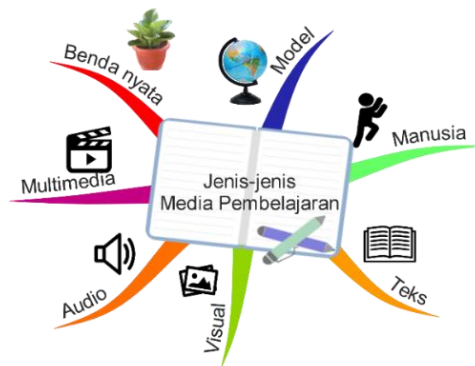 Benda nyata
Model
Manusia
Multimedia
Jenis-jenis
Media Pembelajaran
Audio
Visual
Teks